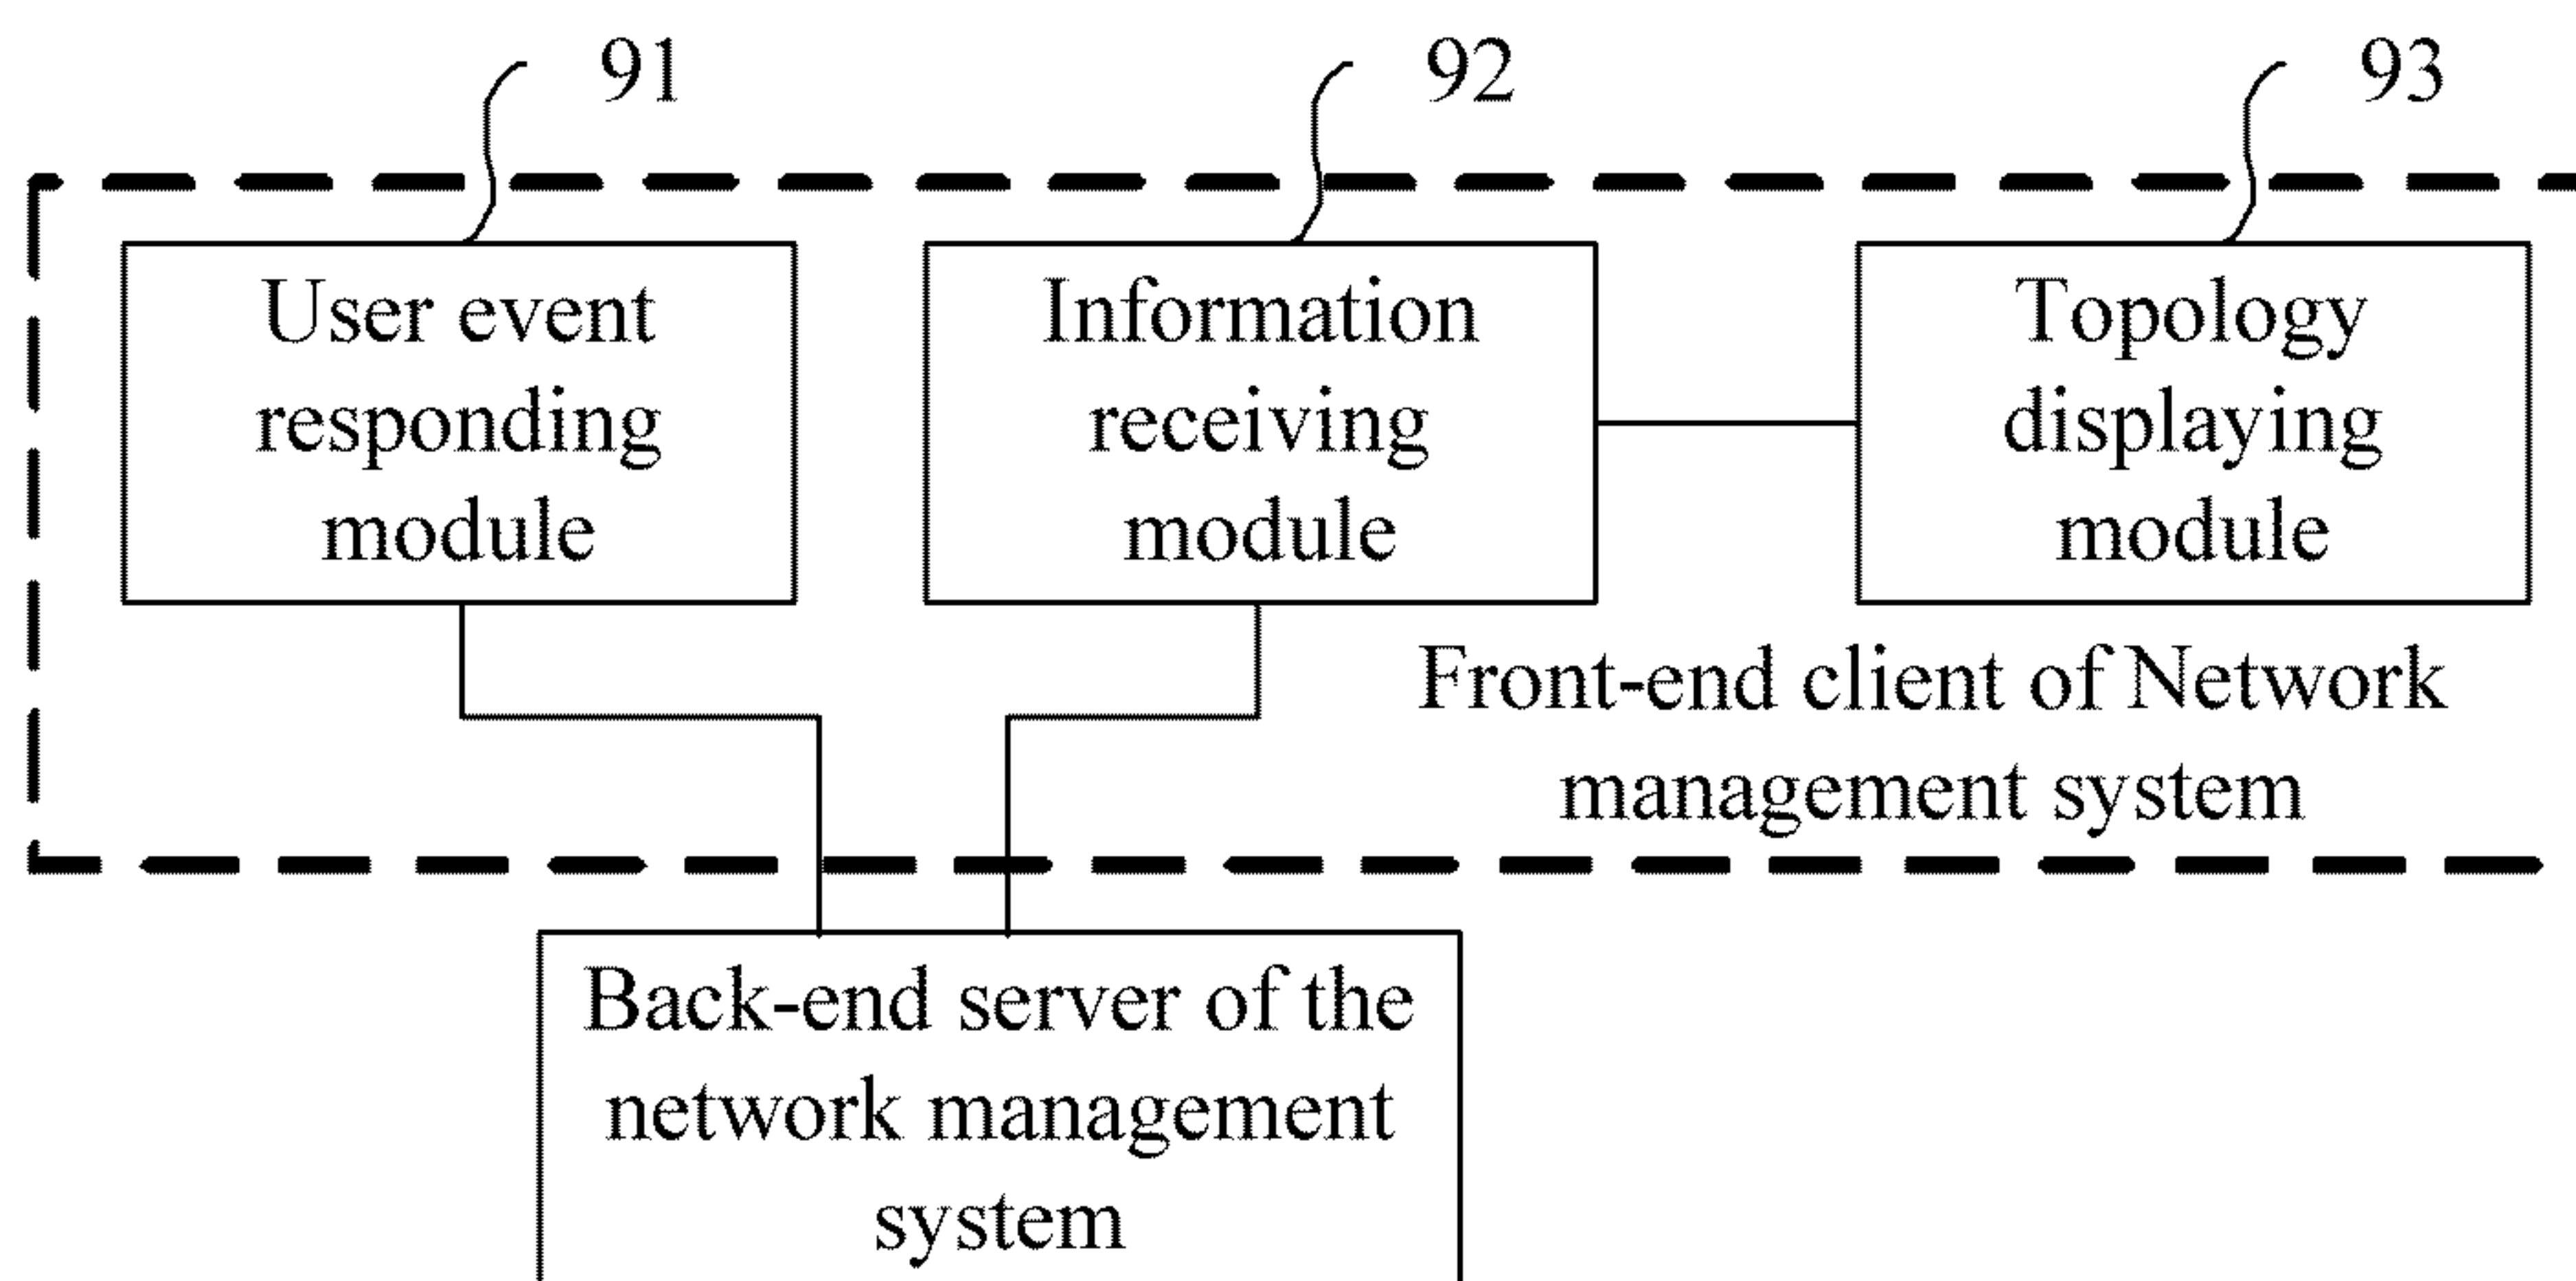 91
92
93
User event
responding
module
Information
receiving
module
Topology
displaying
module
Front-end client of Network
management system
Back-end server of the
network management
system